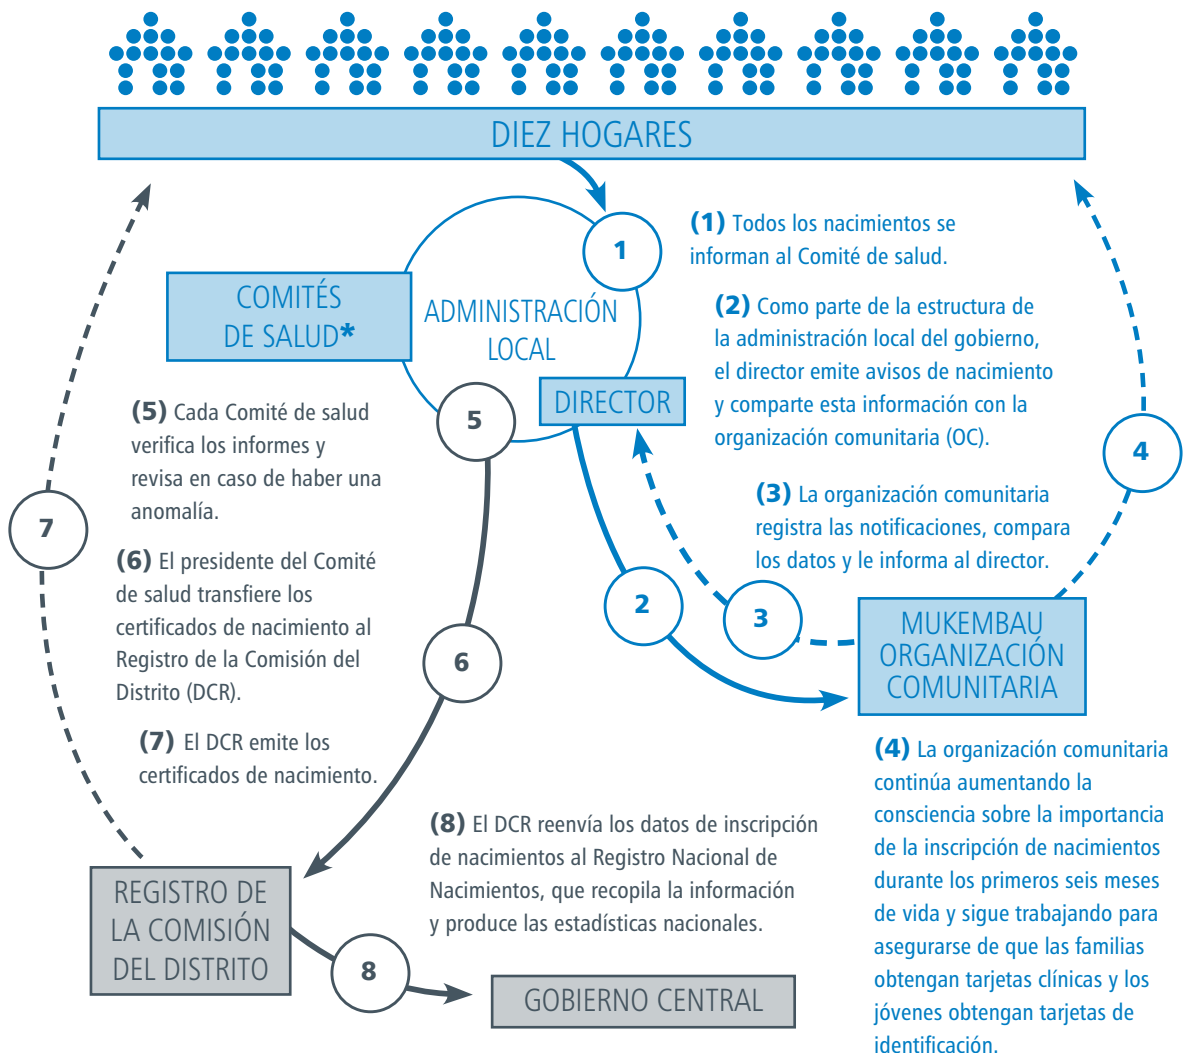 DIEZ HOGARES
1
(1) Todos los nacimientos se
informan al Comité de salud.
COMITÉS
DE SALUD*
ADMINISTRACIÓN
LOCAL
DIRECTOR
(2) Como parte de la estructura de
la administración local del gobierno,
el director emite avisos de nacimiento
y comparte esta información con la
organización comunitaria (OC).
5
4
(5) Cada Comité de salud
verifica los informes y
revisa en caso de haber una
anomalía.
7
(3) La organización comunitaria
registra las notificaciones, compara
los datos y le informa al director.
(6) El presidente del Comité
de salud transfiere los
certificados de nacimiento al
Registro de la Comisión del
Distrito (DCR).
2
3
6
MUKEMBAU
ORGANIZACIÓN
COMUNITARIA
(7) El DCR emite los
certificados de nacimiento.
(4) La organización comunitaria
continúa aumentando la
consciencia sobre la importancia
de la inscripción de nacimientos
durante los primeros seis meses
de vida y sigue trabajando para
asegurarse de que las familias
obtengan tarjetas clínicas y los
jóvenes obtengan tarjetas de
identificación.
(8) El DCR reenvía los datos de inscripción
de nacimientos al Registro Nacional de
Nacimientos, que recopila la información
y produce las estadísticas nacionales.
REGISTRO DE
LA COMISIÓN
DEL DISTRITO
8
GOBIERNO CENTRAL